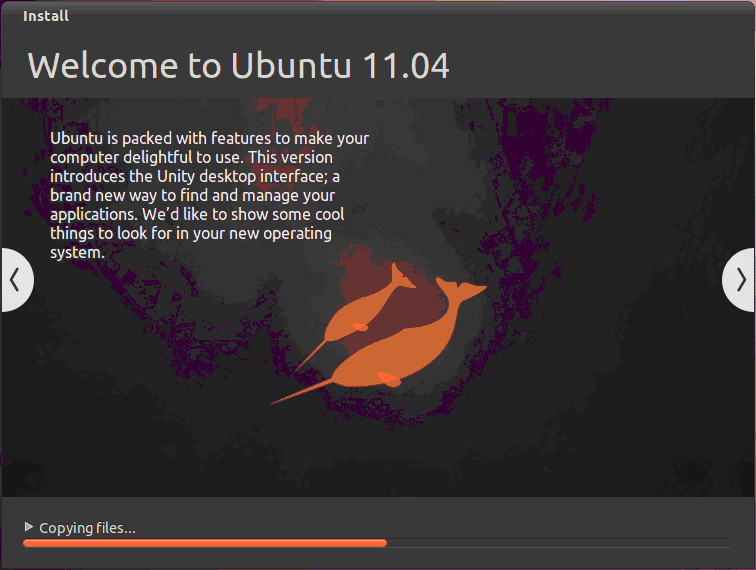 Install
Welcome to Ubuntu 11.04
Ubuntu is packed with features to make your
computer delightful to use. This version
introduces the Unity desktop interface; a
brand new way to find and manage your
applications. We'd like to show some cool
things to look for in your new operating
system.
Copying files...